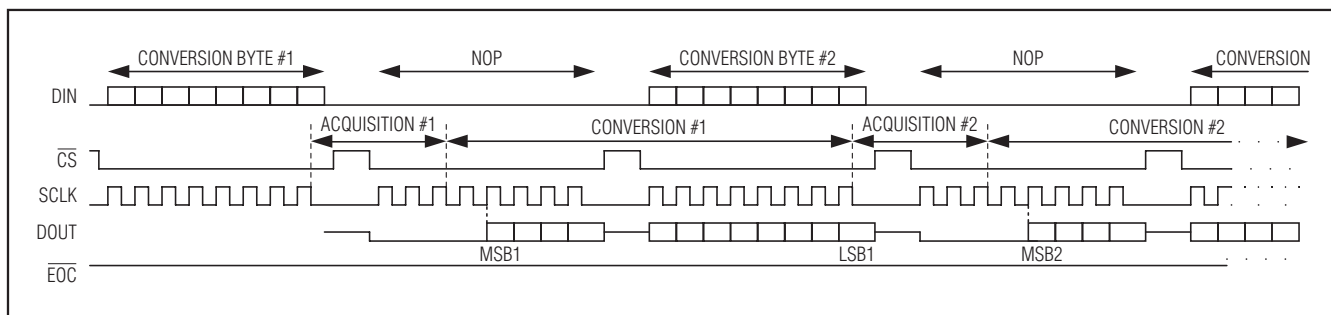 CONVERSION BYTE #1 NOP CONVERSION BYTE #2 NOP CONVERSION
DIN
ACQUISITION #1 CONVERSION #1 ACQUISITION #2 CONVERSION #2
CS
SCLK
DOUT
MSB1 LSB1 MSB2
EOC